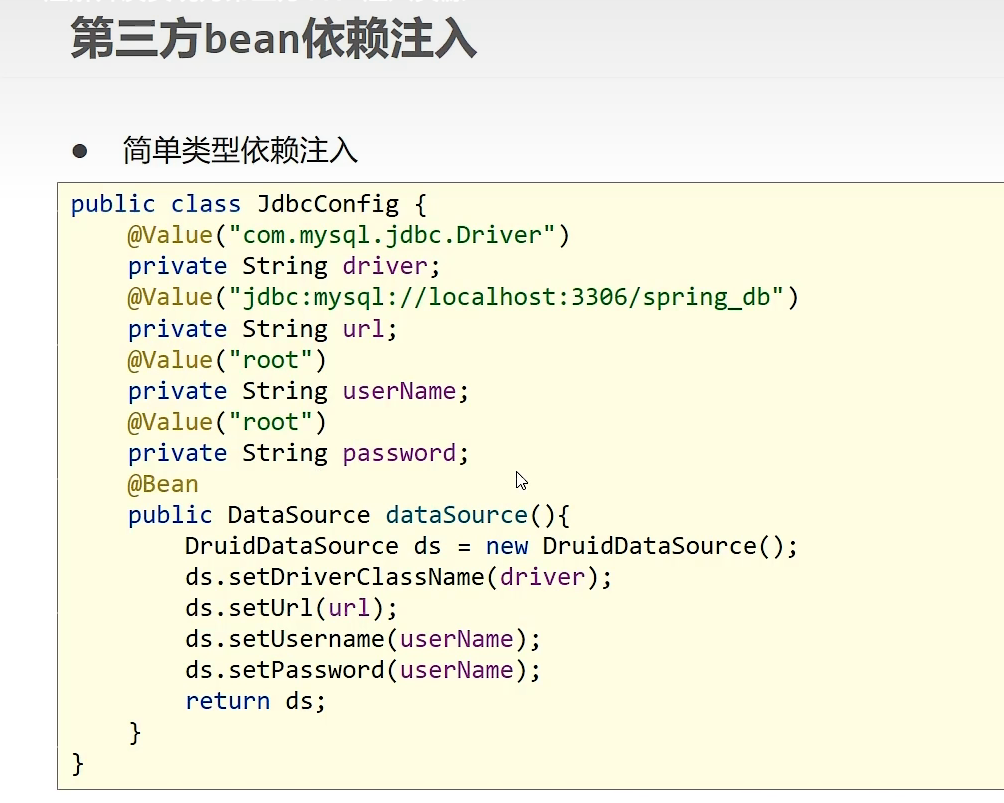 第三方bean依赖注入
● 简单类型依赖注入
public class JdbcConfig {
    @Value("com.mysql.jdbc.Driver")
    private String driver;
    @Value("jdbc:mysql://localhost:3306/spring_db")
    private String url;
    @Value("root")
    private String userName;
    @Value("root")
    private String password;
    @Bean
    public DataSource dataSource(){
        DruidDataSource ds = new DruidDataSource();
        ds.setDriverClassName(driver);
        ds.setUrl(url);
        ds.setUsername(userName);
        ds.setPassword(userName);
        return ds;
    }
}